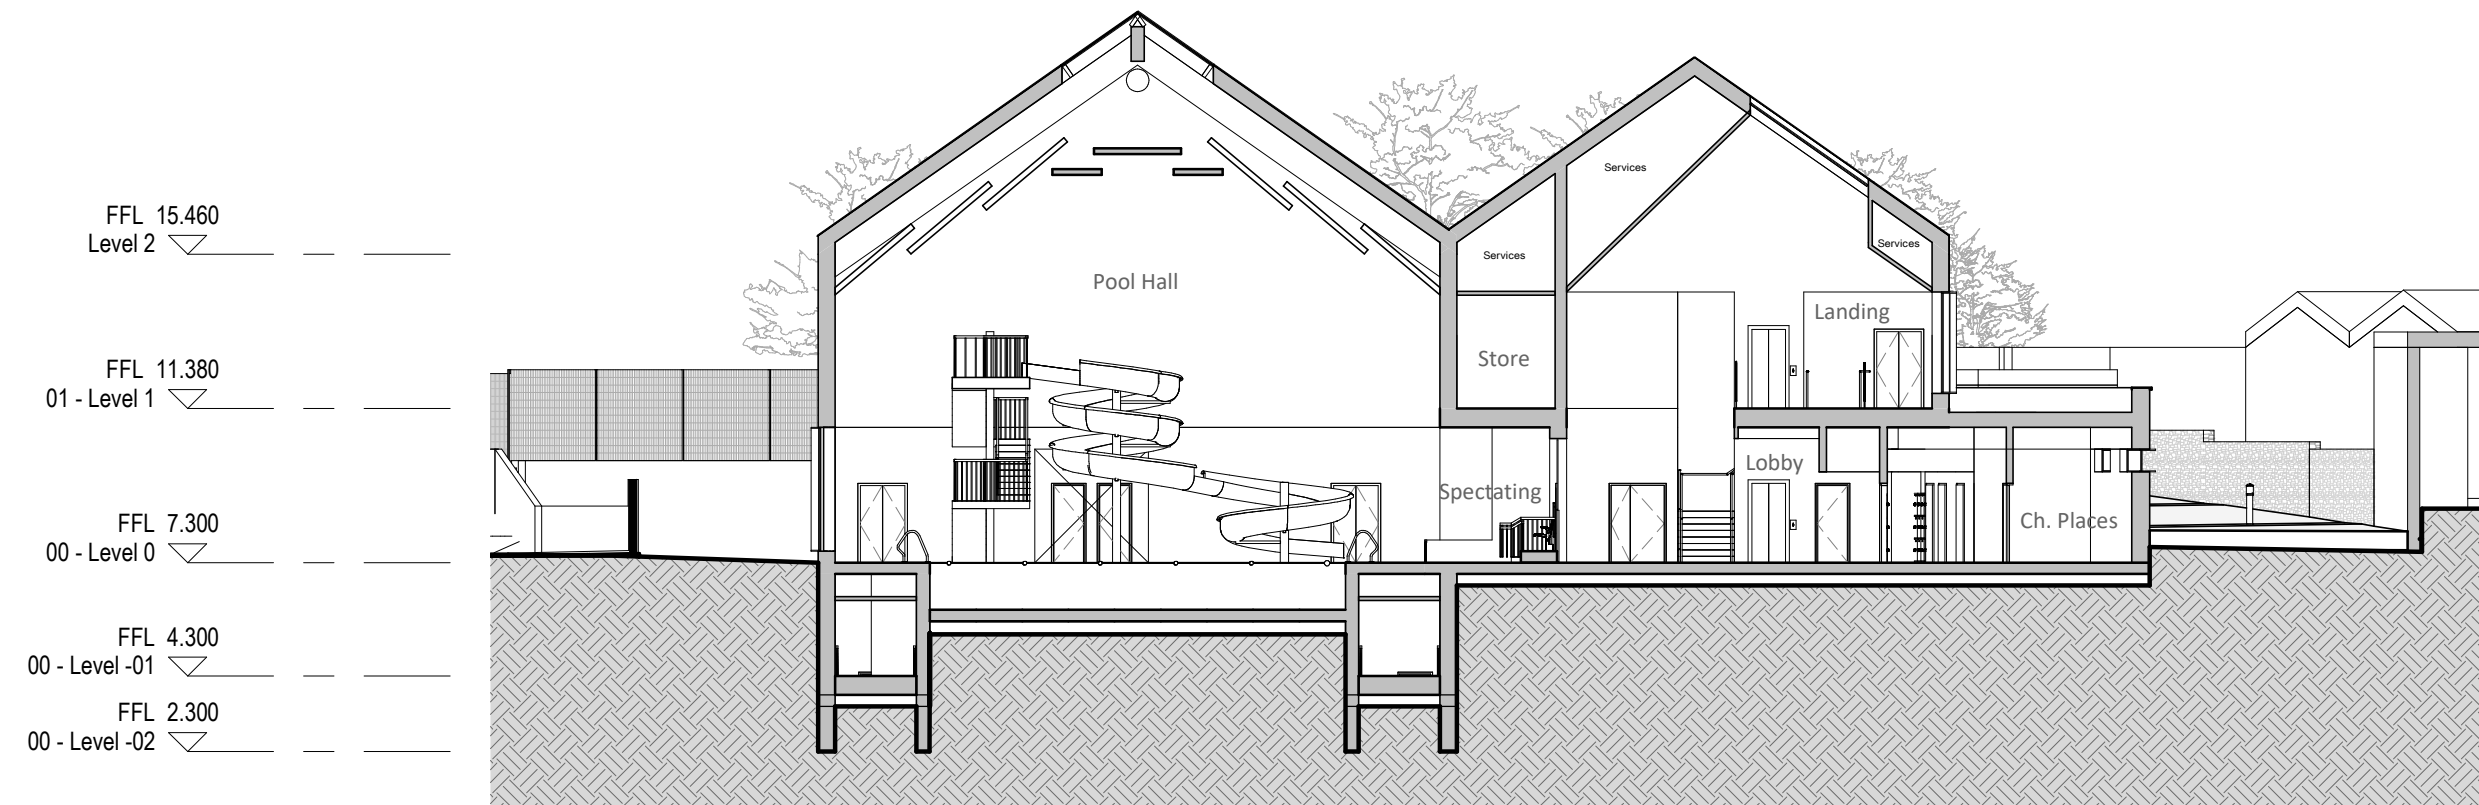 FFL 15.460
Level 2
FFL 11.380
01 - Level 1
FFL 7.300
00 - Level 0
FFL 4.300
00 - Level -01
FFL 2.300
00 - Level -02
Services
Services
Services
Pool Hall
Landing
Store
Lobby
Spectating
Ch. Places